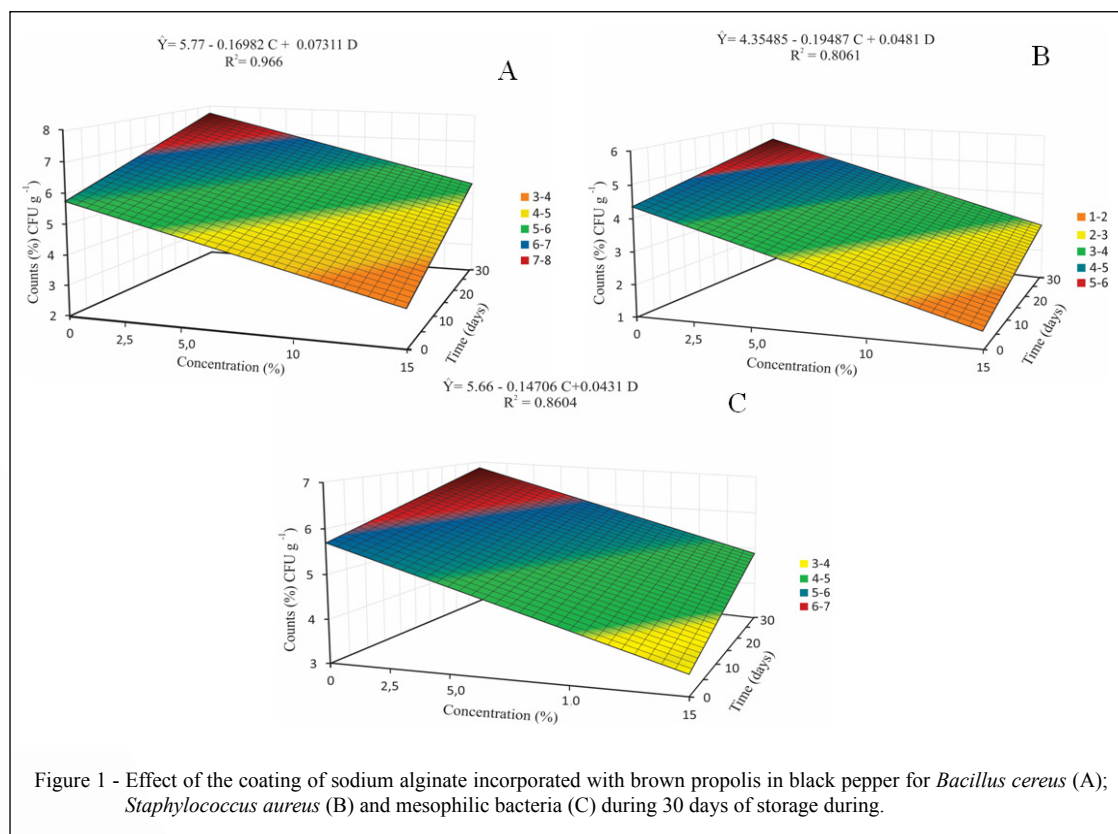 Ŷ= 5.77 - 0.16982 C + 0.07311 D
R²= 0.966
A
8
7
6
5
4
3
2
Counts (%) CFU g⁻¹
0
2,5
5,0
10
15
Concentration (%)
0
10
20
30
Time (days)
3-4
4-5
5-6
6-7
7-8
Ŷ= 4.35485 - 0.19487 C + 0.0481 D
R² = 0.8061
B
6
5
4
3
2
1
Counts (%) CFU g⁻¹
0
2,5
5,0
10
15
Concentration (%)
0
10
20
30
Time (days)
1-2
2-3
3-4
4-5
5-6
Ŷ= 5.66 - 0.14706 C+0.0431 D
R² = 0.8604
C
7
6
5
4
3
Counts (%) CFU g⁻¹
0
2,5
5,0
1.0
15
Concentration (%)
0
10
20
30
Time (days)
3-4
4-5
5-6
6-7
Figure 1 - Effect of the coating of sodium alginate incorporated with brown propolis in black pepper for Bacillus cereus (A);
Staphylococcus aureus (B) and mesophilic bacteria (C) during 30 days of storage during.